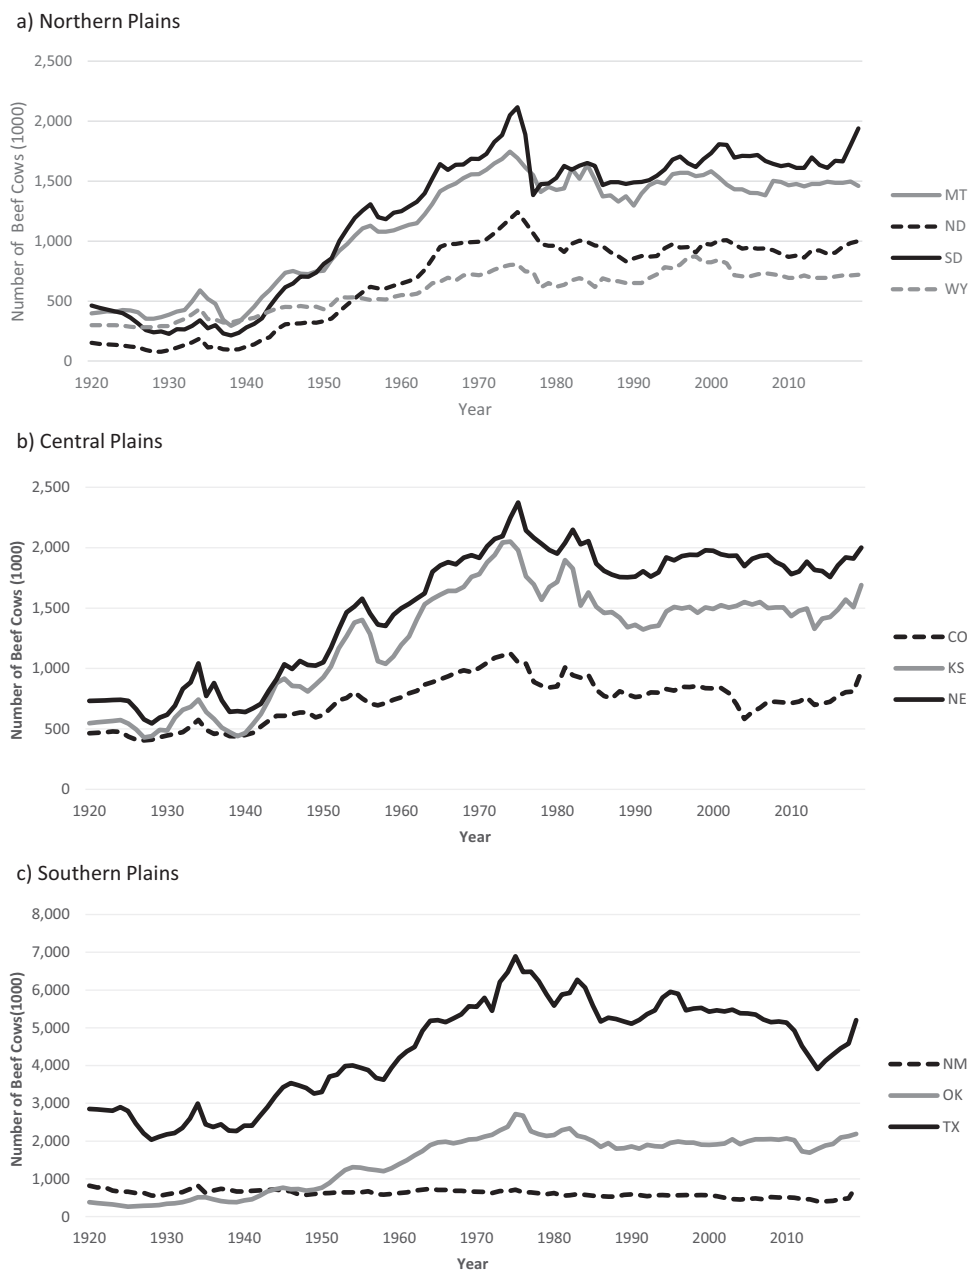 a) Northern Plains
2,500
2,000
1,500
1,000
500
0
Number of Beef Cows (1000)
1920 1930 1940 1950 1960 1970 1980 1990 2000 2010
Year
MT
ND
SD
WY
b) Central Plains
2,500
2,000
1,500
1,000
500
0
Number of Beef Cows (1000)
1920 1930 1940 1950 1960 1970 1980 1990 2000 2010
Year
CO
KS
NE
c) Southern Plains
8,000
7,000
6,000
5,000
4,000
3,000
2,000
1,000
0
Number of Beef Cows(1000)
1920 1930 1940 1950 1960 1970 1980 1990 2000 2010
Year
NM
OK
TX